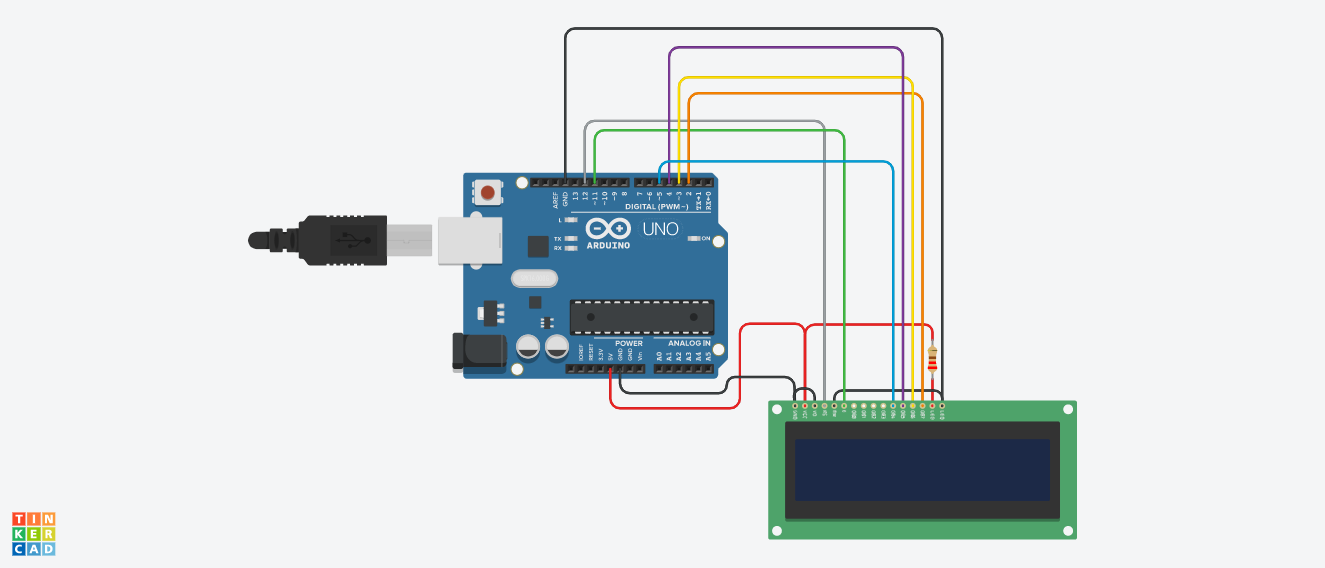 AREF
GND
13
12
~11
~10
~9
8
7
~6
~5
4
~3
2
TX→1
RX←0
DIGITAL (PWM~)
L
TX
RX
ARDUINO
UNO
ON
POWER
ANALOG IN
IOREF
RESET
3.3V
5V
GND
GND
Vin
A0
A1
A2
A3
A4
A5
TIN
KER
CAD